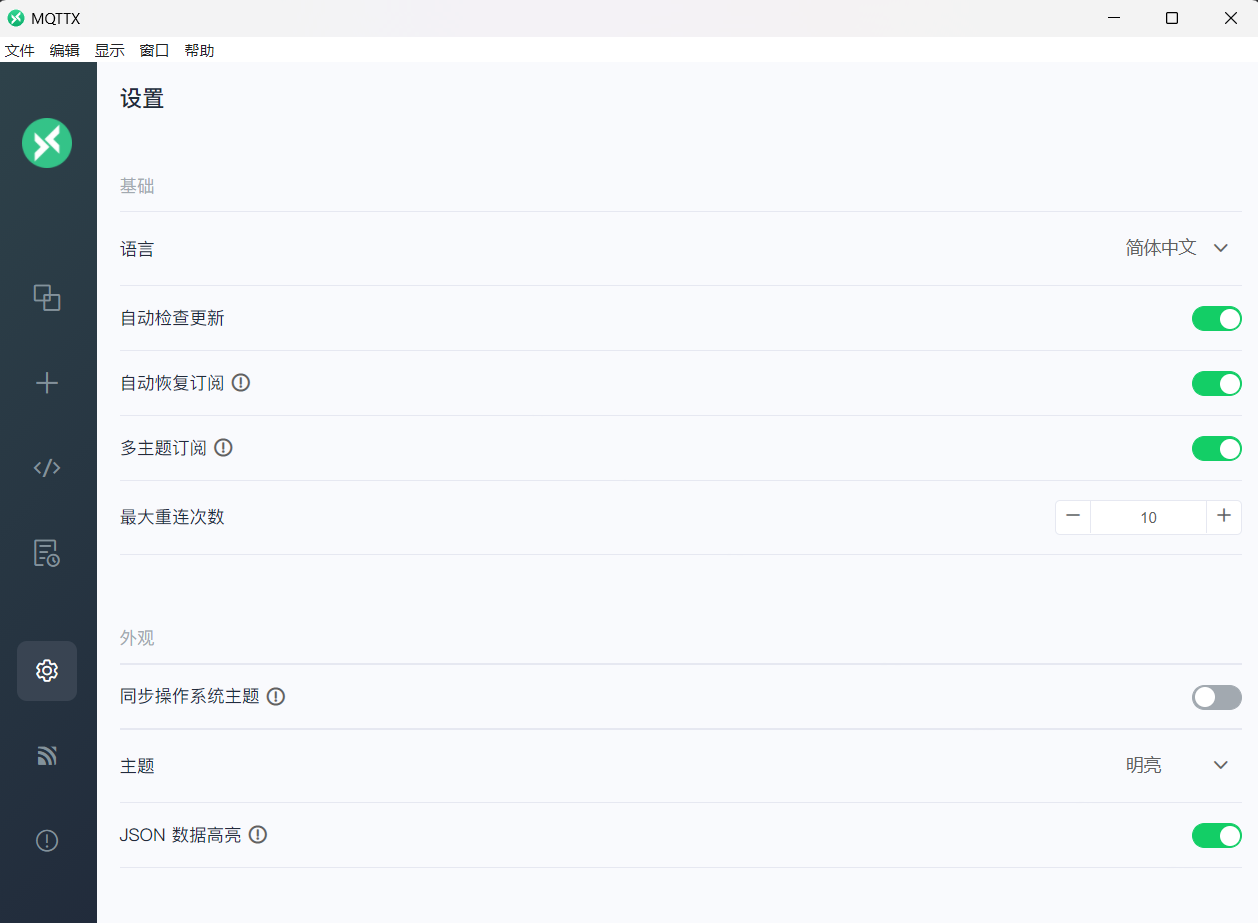 MQTTX
文件 编辑 显示 窗口 帮助
设置
基础
语言 简体中文
自动检查更新
自动恢复订阅
多主题订阅
最大重连次数 10
外观
同步操作系统主题
主题 明亮
JSON 数据高亮